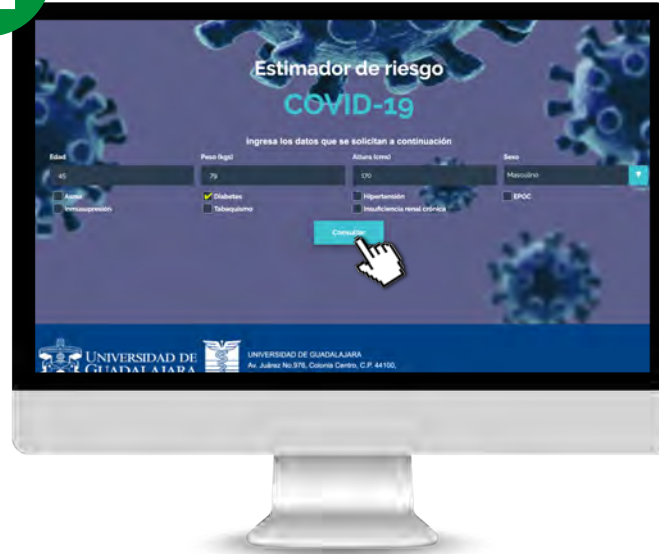 Estimador de riesgo
COVID-19
Ingresa los datos que se solicitan a continuación
Edad Peso (kgs) Altura (cms) Sexo
45 79 170 Masculino
Asma Diabetes Hipertensión EPOC
Inmusupresión Tabaquismo Insuficiencia renal crónica
Consultar
UNIVERSIDAD DE
GUADALAJARA
UNIVERSIDAD DE GUADALAJARA
Av. Juárez No.976, Colonia Centro, C.P. 44100,